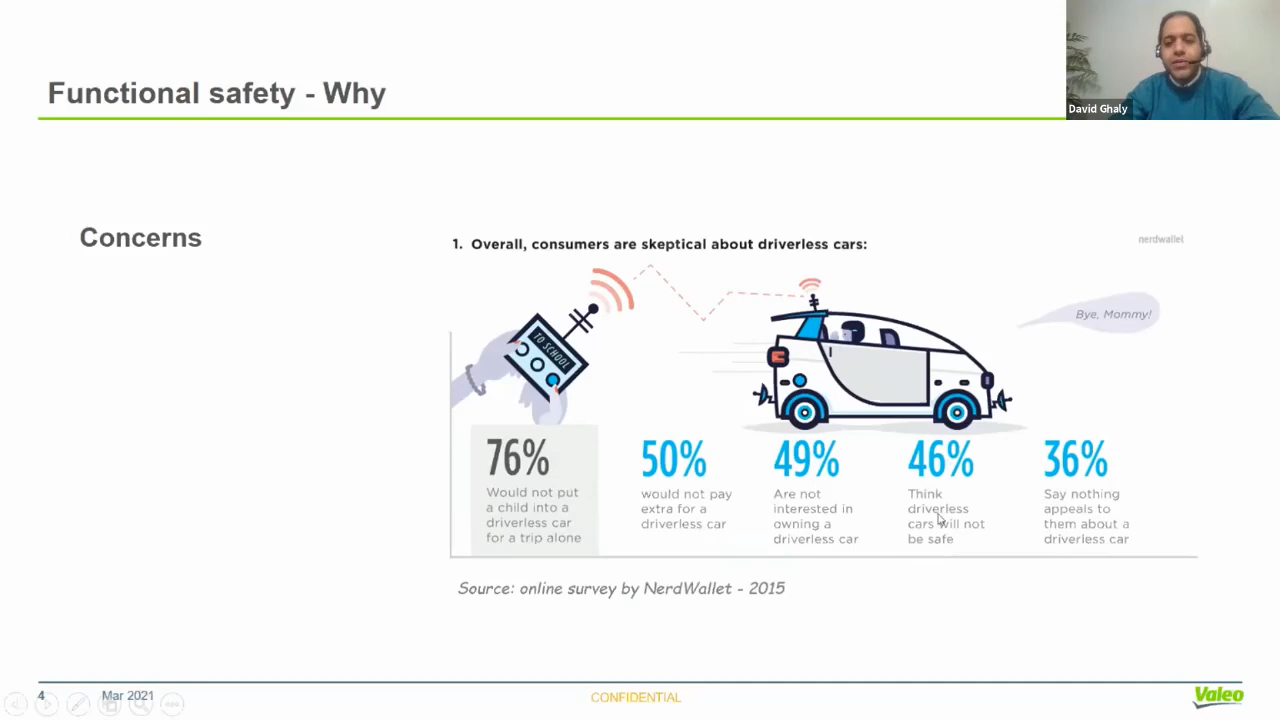 Functional safety - Why
David Ghaly
Concerns
1. Overall, consumers are skeptical about driverless cars:
nerdwallet
Bye, Mommy!
TO SCHOOL
76%
Would not put
a child into a
driverless car
for a trip alone
50%
would not pay
extra for a
driverless car
49%
Are not
interested in
owning a
driverless car
46%
Think
driverless
cars will not
be safe
36%
Say nothing
appeals to
them about a
driverless car
Source: online survey by NerdWallet - 2015
4
Mar 2021
CONFIDENTIAL
Valeo